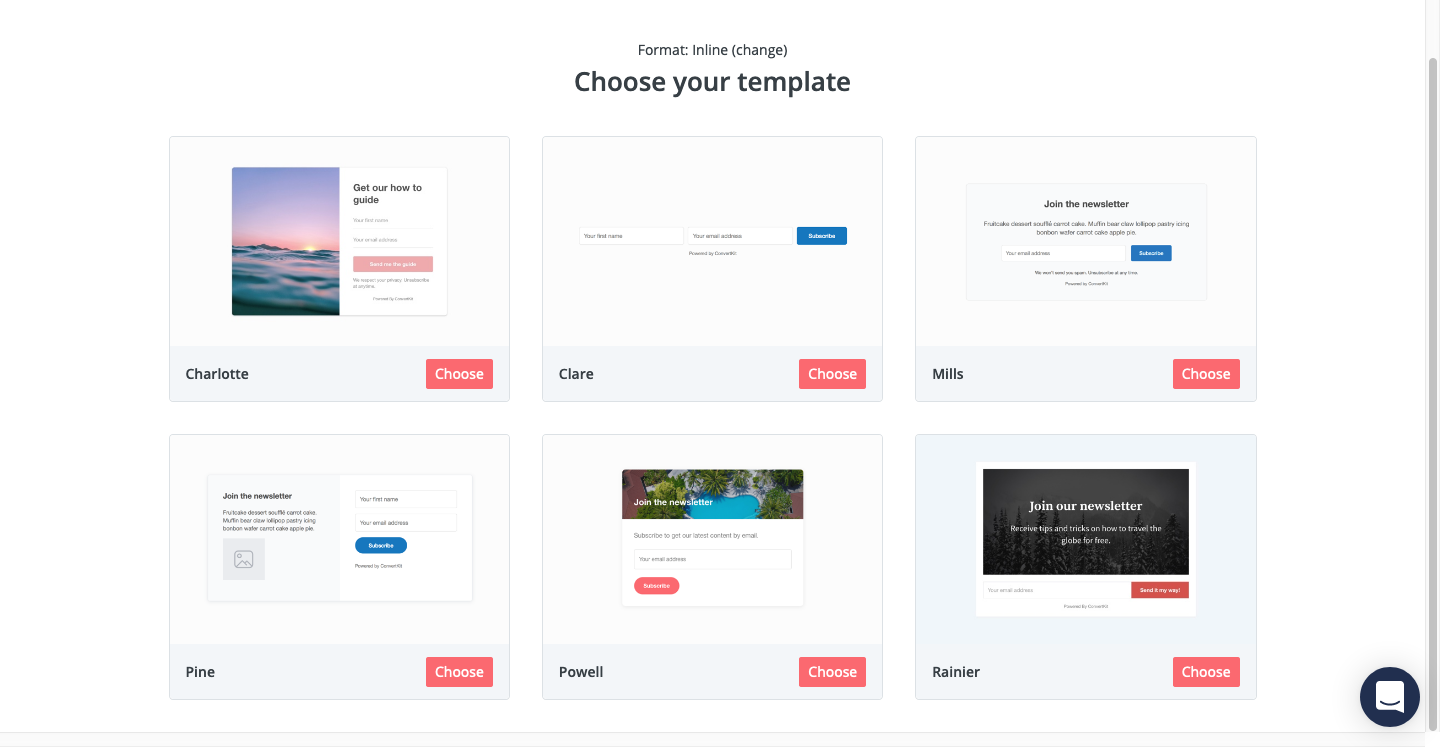 Format: Inline (change)
Choose your template
Get our how to
guide
Your first name
Your email address
Send me the guide
We respect your privacy. Unsubscribe
at anytime.
Powered By ConvertKit
Charlotte
Choose
Your first name
Your email address
Subscribe
Powered by ConvertKit
Clare
Choose
Join the newsletter
Fruitcake dessert soufflé carrot cake. Muffin bear claw lollipop pastry icing
bonbon wafer carrot cake apple pie.
Your email address
Subscribe
We won't send you spam. Unsubscribe at any time.
Powered by ConvertKit
Mills
Choose
Join the newsletter
Fruitcake dessert soufflé carrot cake.
Muffin bear claw lollipop pastry icing
bonbon wafer carrot cake apple pie.
Your first name
Your email address
Subscribe
Powered by ConvertKit
Pine
Choose
Join the newsletter
Subscribe to get our latest content by email.
Your email address
Subscribe
Powell
Choose
Join our newsletter
Receive tips and tricks on how to travel the
globe for free.
Your email address
Send it my way!
Powered By ConvertKit
Rainier
Choose